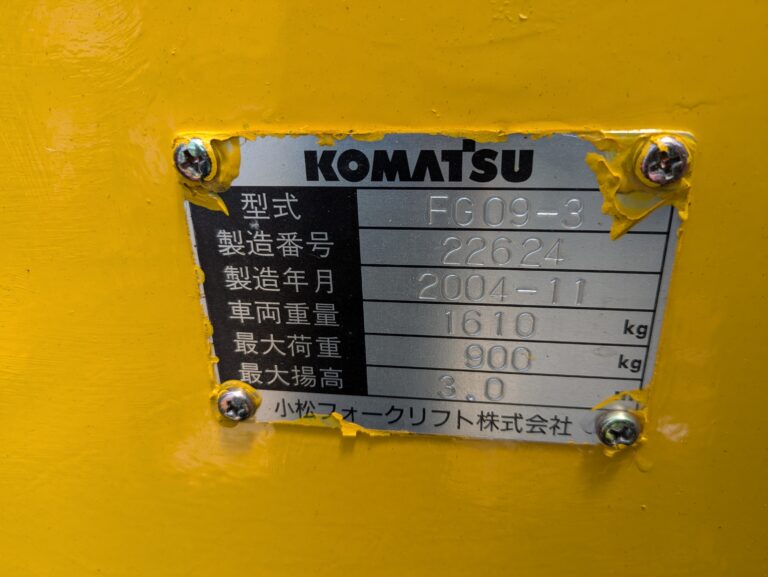 KOMATSU
型式 FG09-3
製造番号 22624
製造年月 2004-11
車両重量 1610 kg
最大荷重 900 kg
最大揚高 3.0
小松フォークリフト株式会社